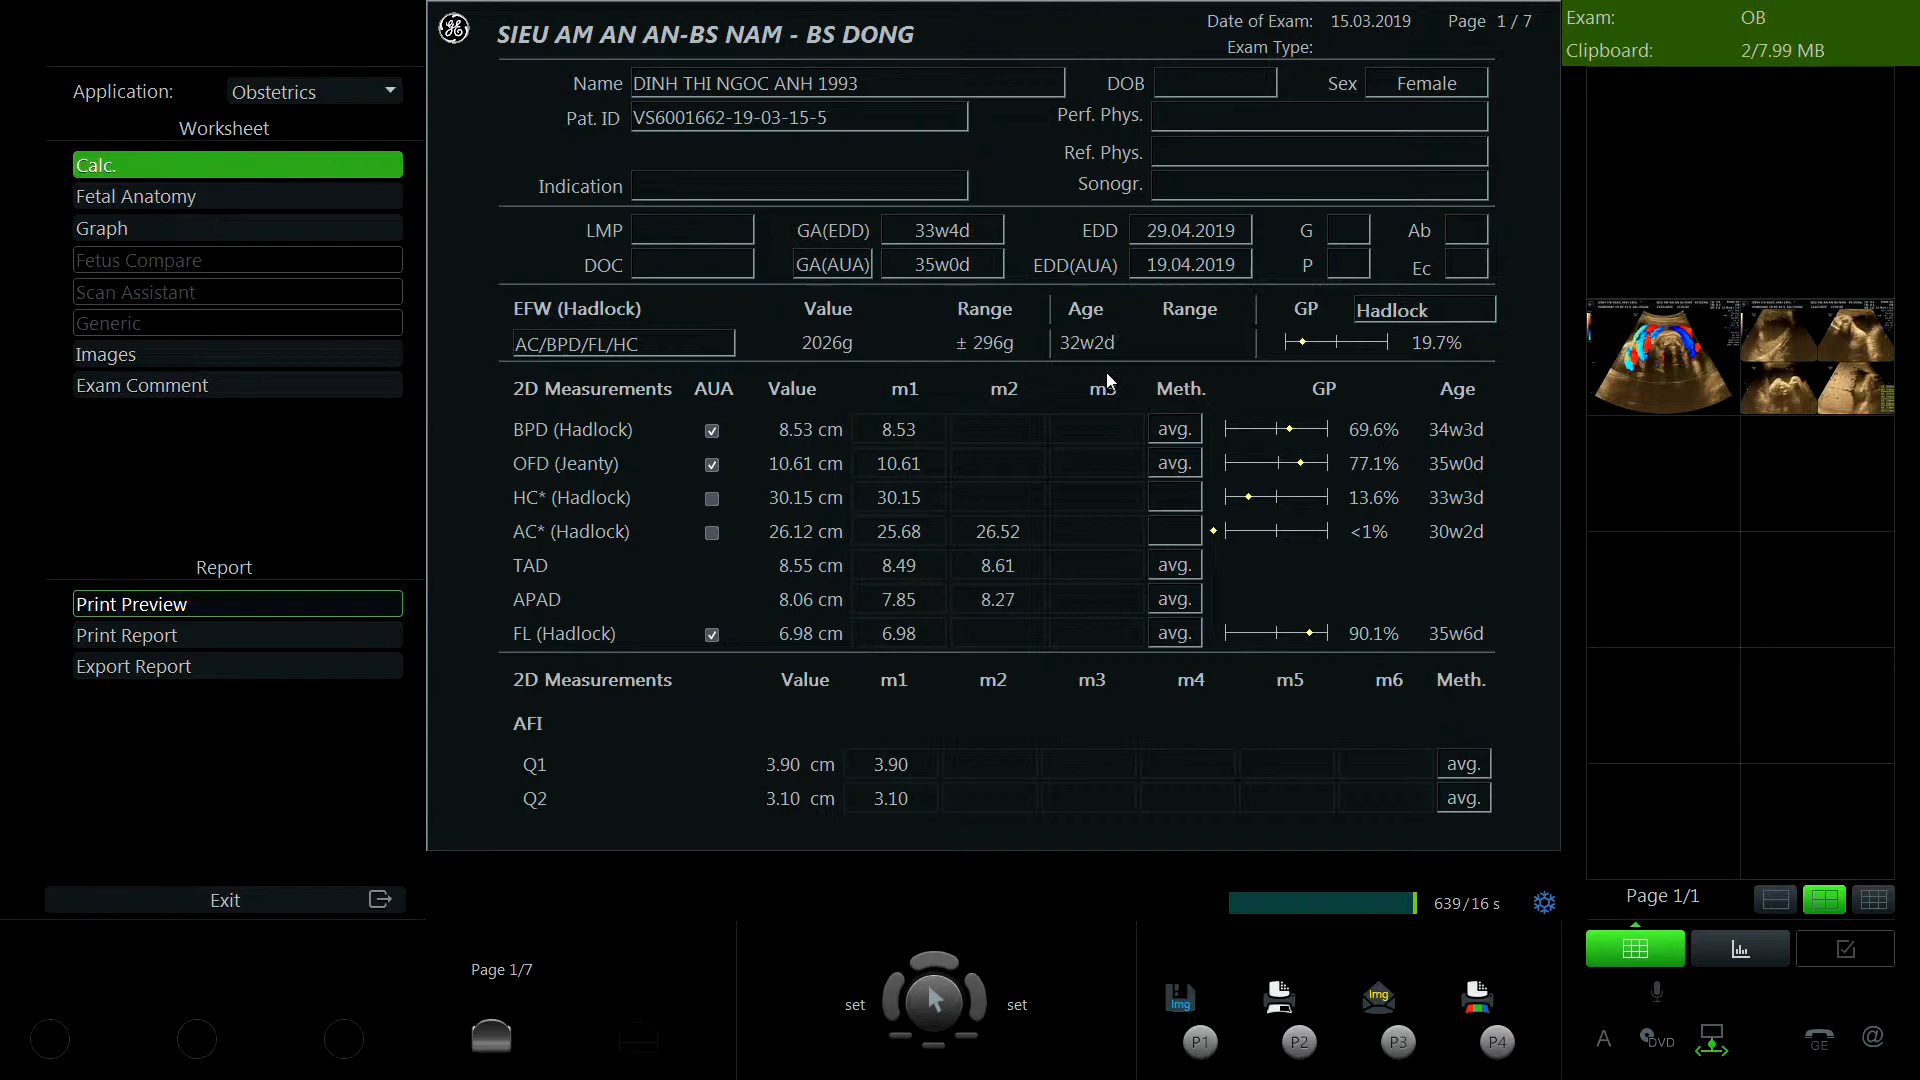 SIEU AM AN AN-BS NAM - BS DONG
Date of Exam: 15.03.2019 Page 1 / 7
Exam Type:
Exam: OB
Clipboard: 2/7.99 MB
Application: Obstetrics
Worksheet
Calc.
Fetal Anatomy
Graph
Fetus Compare
Scan Assistant
Generic
Images
Exam Comment
Report
Print Preview
Print Report
Export Report
Exit
Name DINH THI NGOC ANH 1993 DOB Sex Female
Pat. ID VS6001662-19-03-15-5 Perf. Phys.
Ref. Phys.
Indication Sonogr.
LMP GA(EDD) 33w4d EDD 29.04.2019 G Ab
DOC GA(AUA) 35w0d EDD(AUA) 19.04.2019 P Ec
EFW (Hadlock) Value Range Age Range GP Hadlock
AC/BPD/FL/HC 2026g ± 296g 32w2d 19.7%
2D Measurements AUA Value m1 m2 m3 Meth. GP Age
BPD (Hadlock) 8.53 cm 8.53 avg. 69.6% 34w3d
OFD (Jeanty) 10.61 cm 10.61 avg. 77.1% 35w0d
HC* (Hadlock) 30.15 cm 30.15 13.6% 33w3d
AC* (Hadlock) 26.12 cm 25.68 26.52 <1% 30w2d
TAD 8.55 cm 8.49 8.61 avg.
APAD 8.06 cm 7.85 8.27 avg.
FL (Hadlock) 6.98 cm 6.98 avg. 90.1% 35w6d
2D Measurements Value m1 m2 m3 m4 m5 m6 Meth.
AFI
Q1 3.90 cm 3.90 avg.
Q2 3.10 cm 3.10 avg.
639/16 s
Page 1/1
Page 1/7
set set
Img Img
P1 P2 P3 P4
A DVD GE @